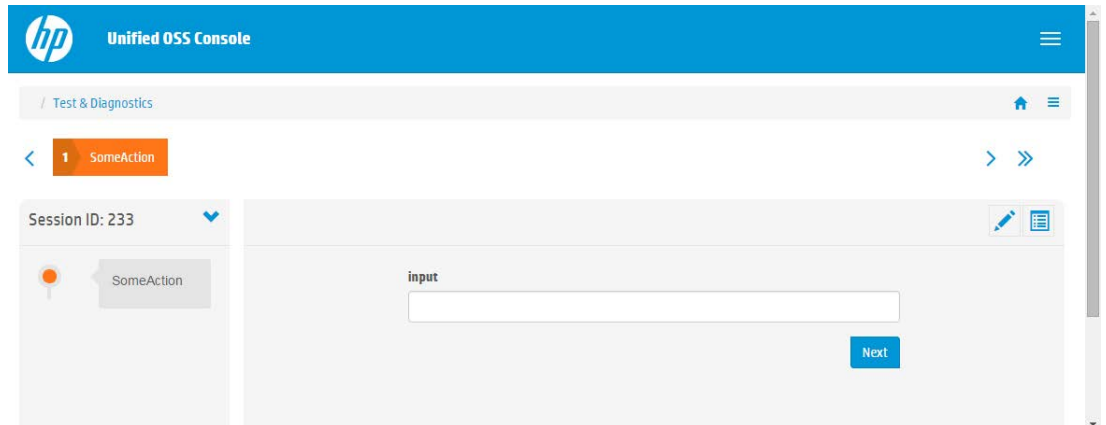 hp
Unified OSS Console
/ Test & Diagnostics
1 SomeAction
Session ID: 233
SomeAction
input
Next